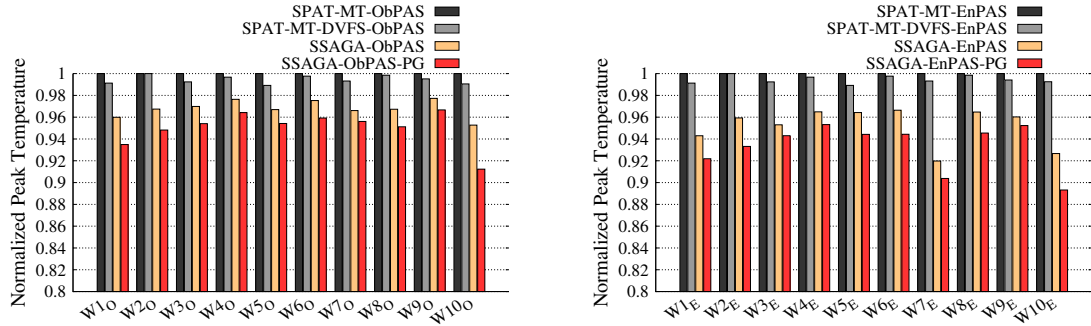 SPAT-MT-ObPAS
SPAT-MT-DVFS-ObPAS
SSAGA-ObPAS
SSAGA-ObPAS-PG
Normalized Peak Temperature
1
0.98
0.96
0.94
0.92
0.9
0.88
0.86
0.84
0.82
0.8
W1O W2O W3O W4O W5O W6O W7O W8O W9O W10O
SPAT-MT-EnPAS
SPAT-MT-DVFS-EnPAS
SSAGA-EnPAS
SSAGA-EnPAS-PG
Normalized Peak Temperature
1
0.98
0.96
0.94
0.92
0.9
0.88
0.86
0.84
0.82
0.8
W1E W2E W3E W4E W5E W6E W7E W8E W9E W10E